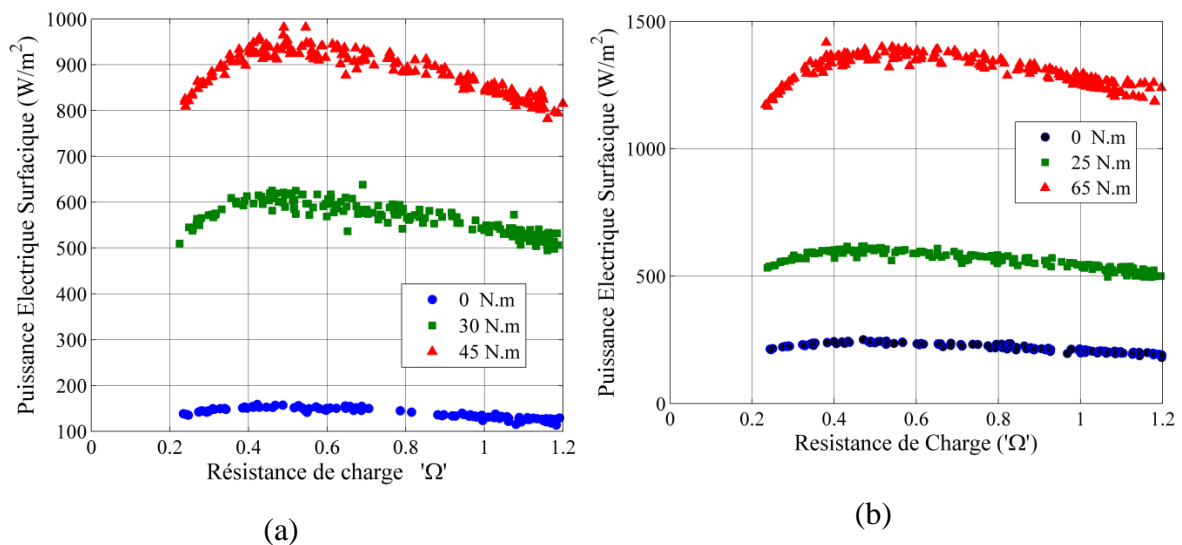 Puissance Electrique Surfacique (W/m²)
1000
900
800
700
600
500
400
300
200
100
0 N.m
30 N.m
45 N.m
0
0.2
0.4
0.6
0.8
1
1.2
Résistance de charge 'Ω'
(a)
Puissance Electrique Surfacique (W/m²)
1500
1000
500
0
0 N.m
25 N.m
65 N.m
0
0.2
0.4
0.6
0.8
1
1.2
Resistance de Charge ('Ω')
(b)